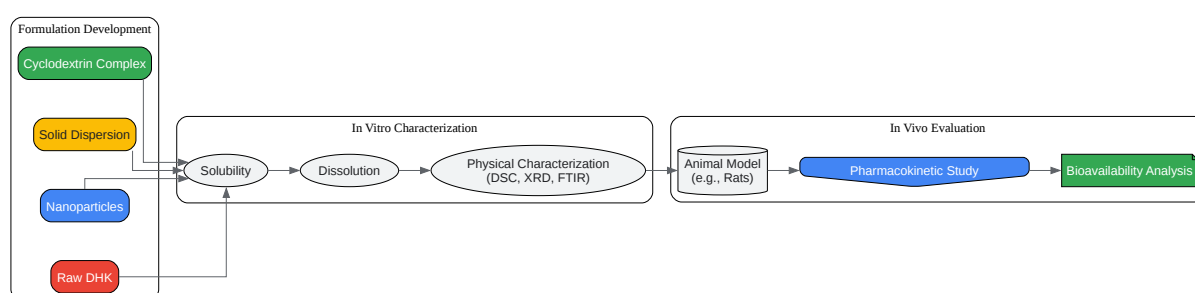 Formulation Development
Cyclodextrin Complex
Solid Dispersion
Nanoparticles
Raw DHK
In Vitro Characterization
Solubility
Dissolution
Physical Characterization
(DSC, XRD, FTIR)
In Vivo Evaluation
Animal Model
(e.g., Rats)
Pharmacokinetic Study
Bioavailability Analysis